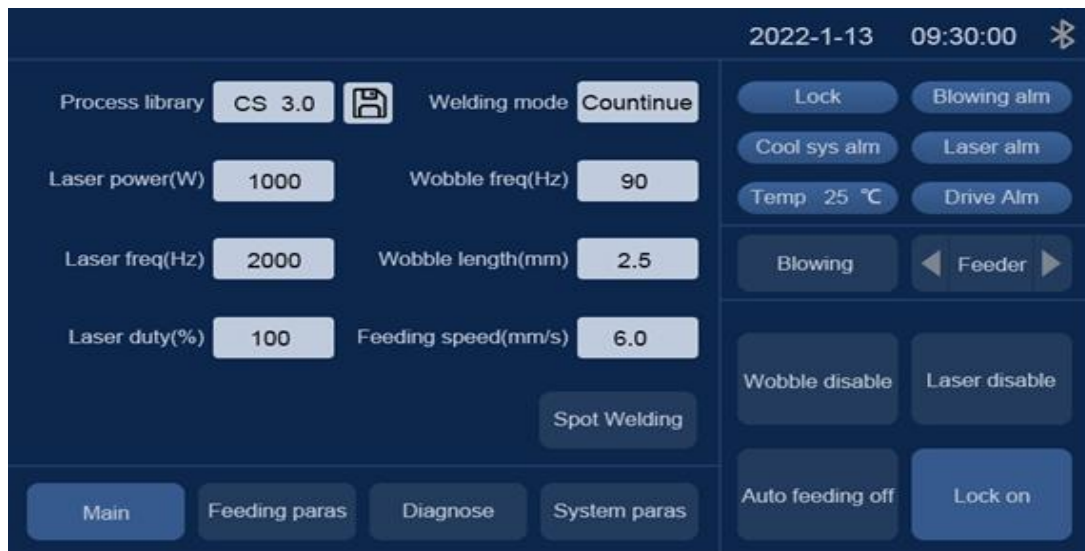 2022-1-13 09:30:00
Process library CS 3.0 Welding mode Countinue
Laser power(W) 1000 Wobble freq(Hz) 90
Laser freq(Hz) 2000 Wobble length(mm) 2.5
Laser duty(%) 100 Feeding speed(mm/s) 6.0
Spot Welding
Main Feeding paras Diagnose System paras
Lock Blowing alm
Cool sys alm Laser alm
Temp 25 ℃ Drive Alm
Blowing Feeder
Wobble disable Laser disable
Auto feeding off Lock on